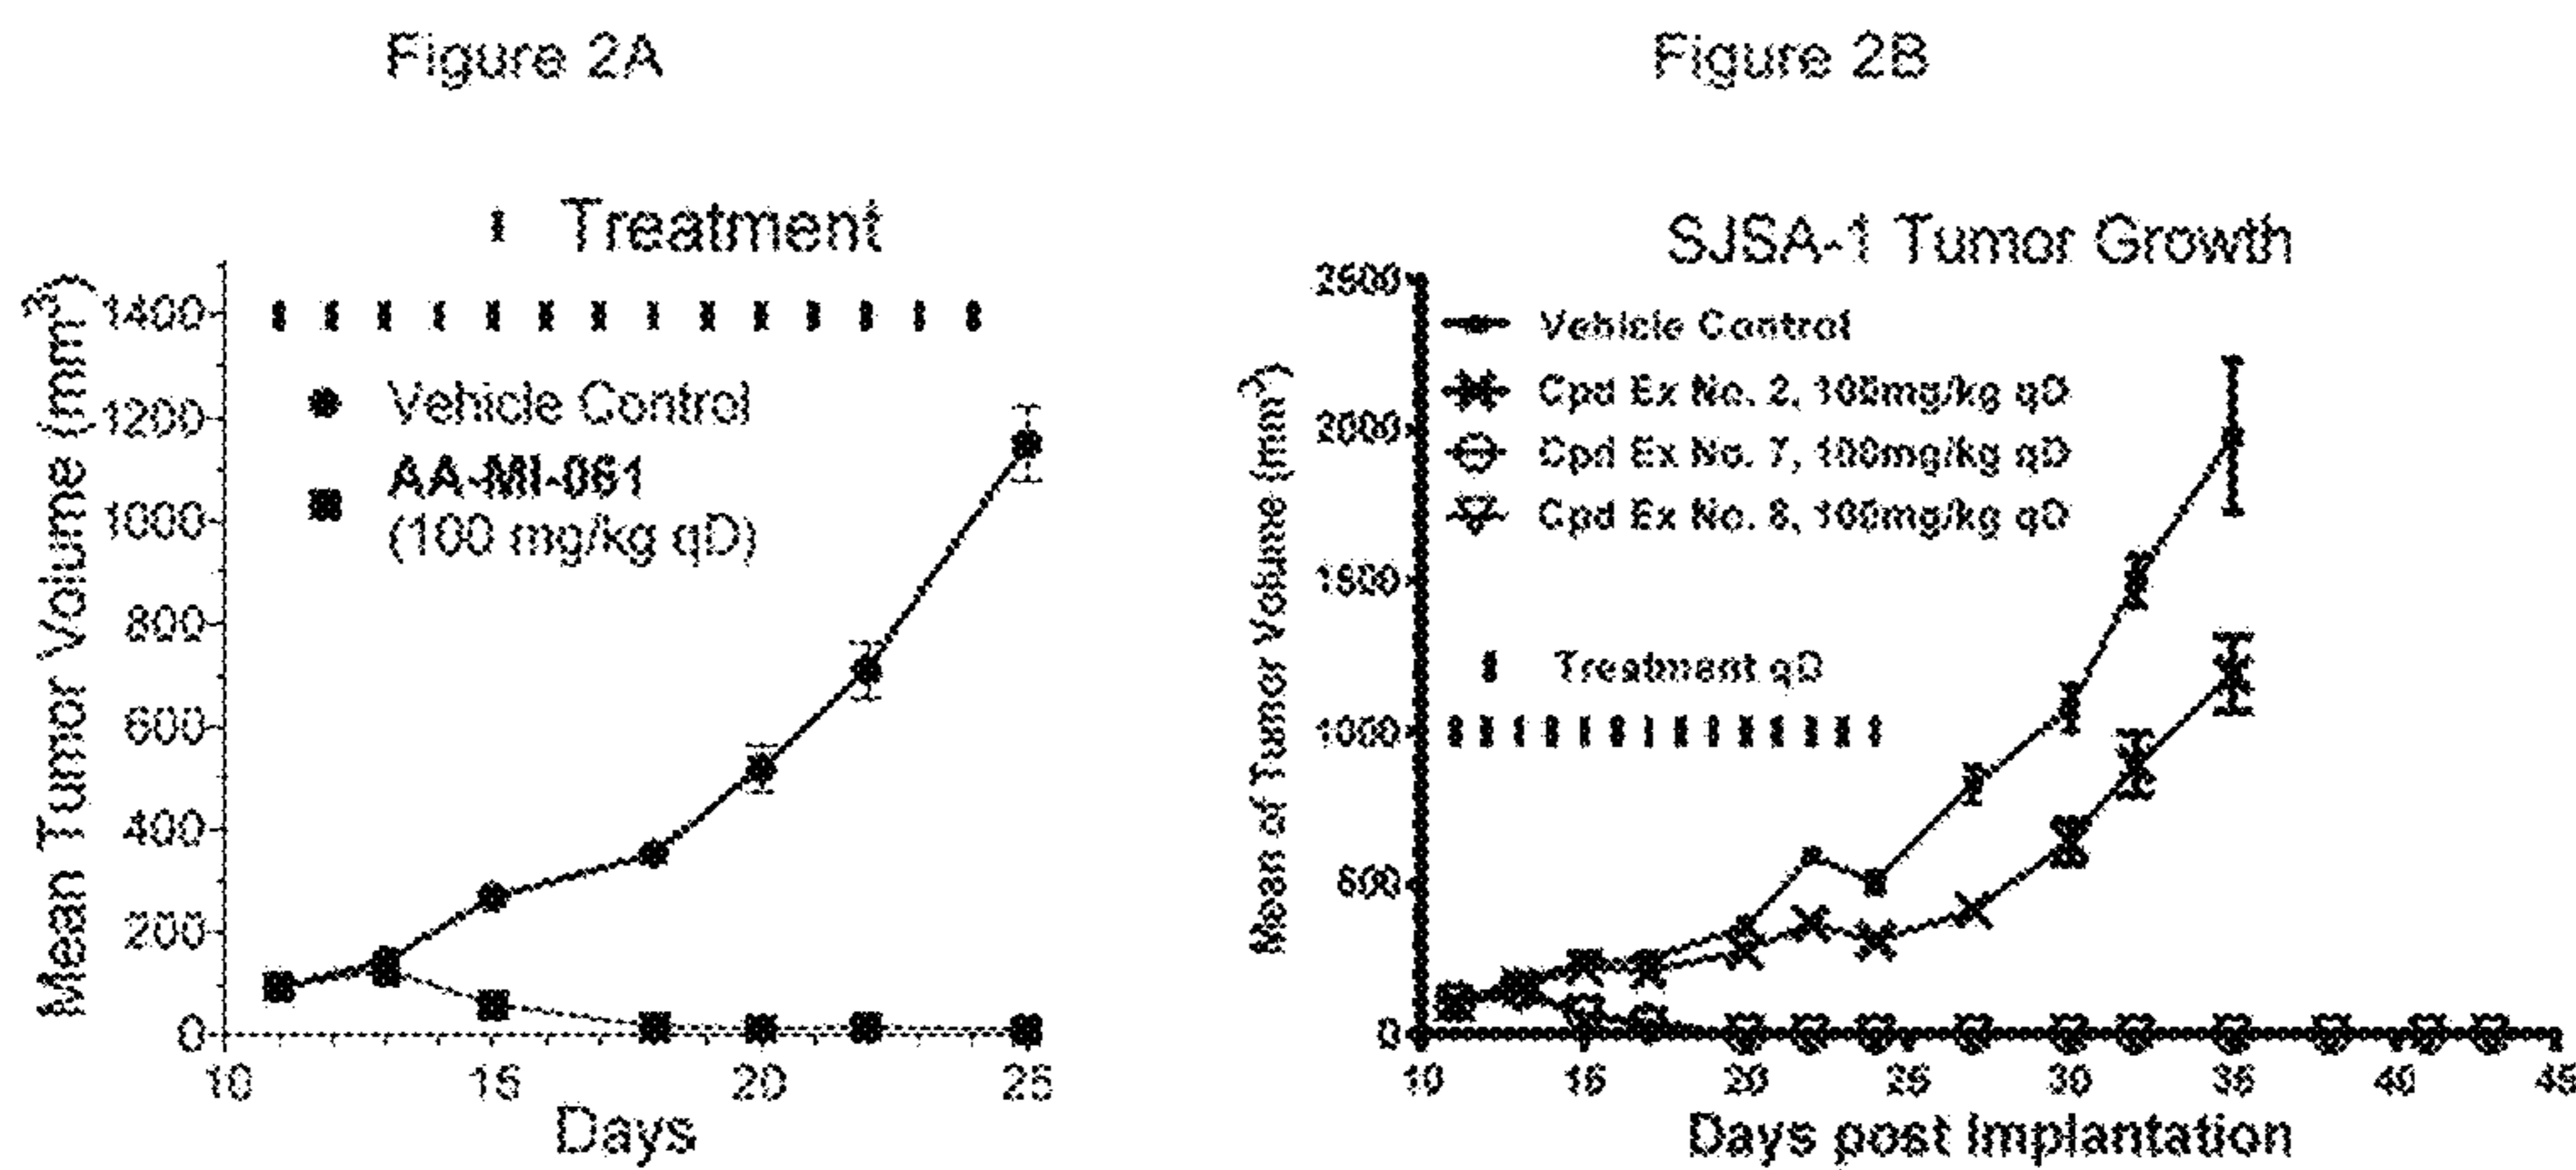 Figure 2A
Treatment
Mean Tumor Volume (mm3)
1400
1200
1000
800
600
400
200
0
Vehicle Control
AA-MI-061
(100 mg/kg qD)
10 15 20 25
Days
Figure 2B
SJSA-1 Tumor Growth
Mean of Tumor Volume (mm3)
2500
2000
1500
1000
500
0
Vehicle Control
Cpd Ex No. 2, 100mg/kg qD
Cpd Ex No. 7, 100mg/kg qD
Cpd Ex No. 8, 100mg/kg qD
Treatment qD
10 15 20 25 30 35 40 45
Days post Implantation